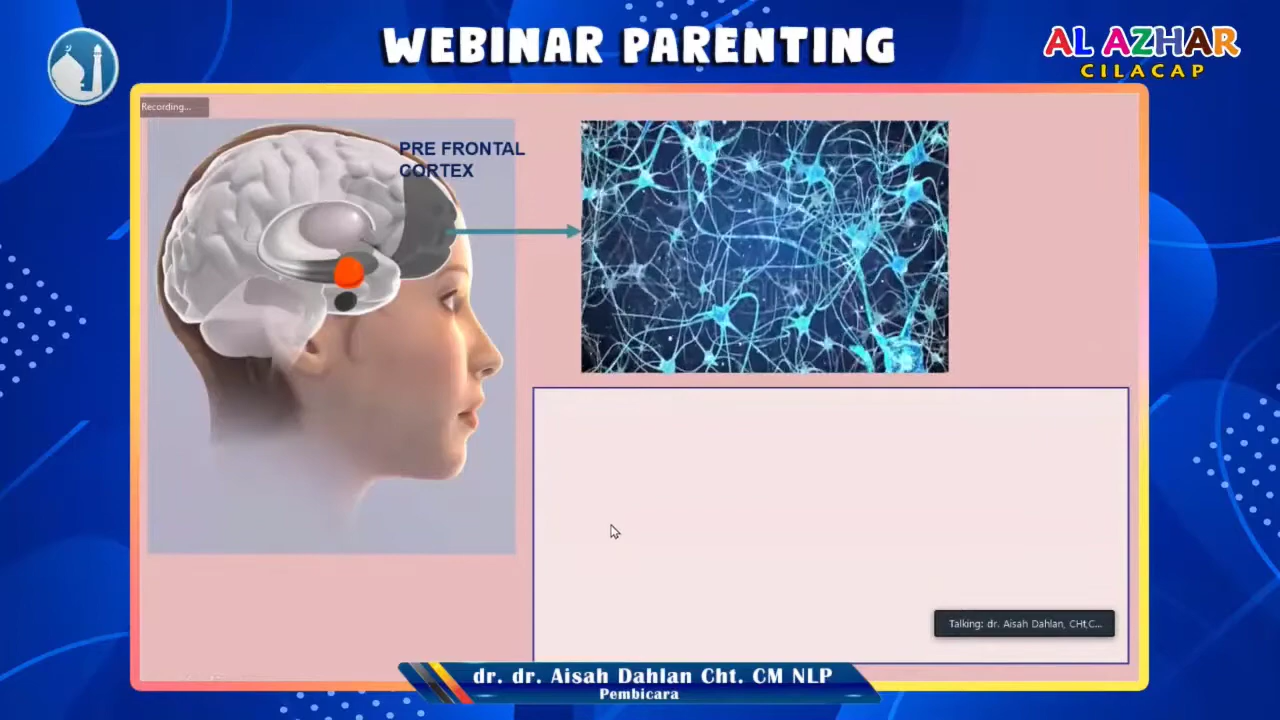 WEBINAR PARENTING
AL AZHAR
CILACAP
Recording...
PRE FRONTAL
CORTEX
Talking: dr. Aisah Dahlan, CHt,C...
dr. dr. Aisah Dahlan Cht. CM NLP
Pembicara